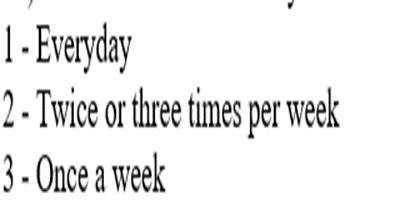 1 - Everyday
2 - Twice or three times per week
3 - Once a week